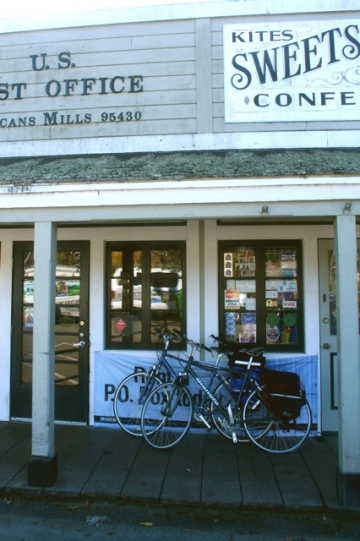 U.S.
ST OFFICE
CANS MILLS 95430
KITES
SWEETS
CONFE
P.O. Box